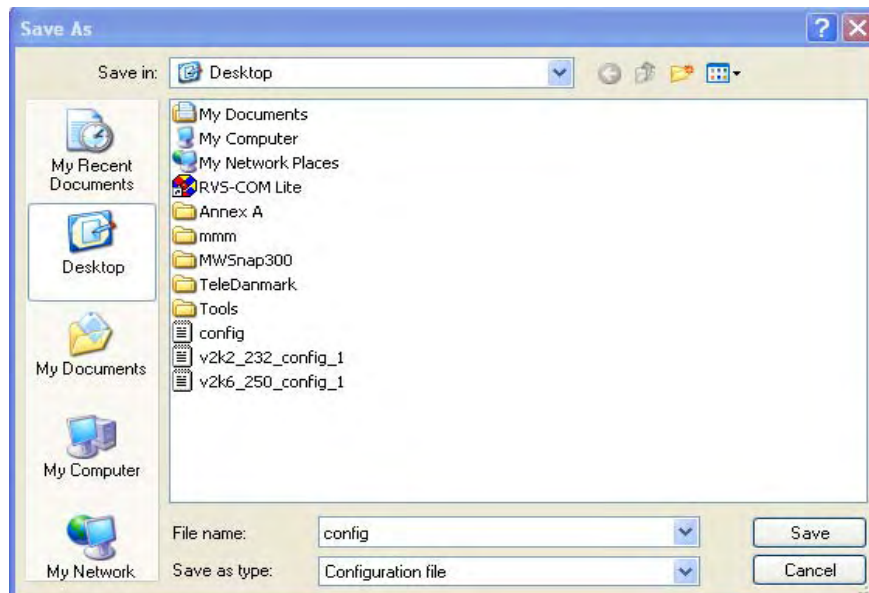 Save As
Save in:
Desktop
My Recent
Documents
Desktop
My Documents
My Computer
My Network
My Documents
My Computer
My Network Places
RVS-COM Lite
Annex A
mmm
MWSnap300
TeleDanmark
Tools
config
v2k2_232_config_1
v2k6_250_config_1
File name:
config
Save
Save as type:
Configuration file
Cancel